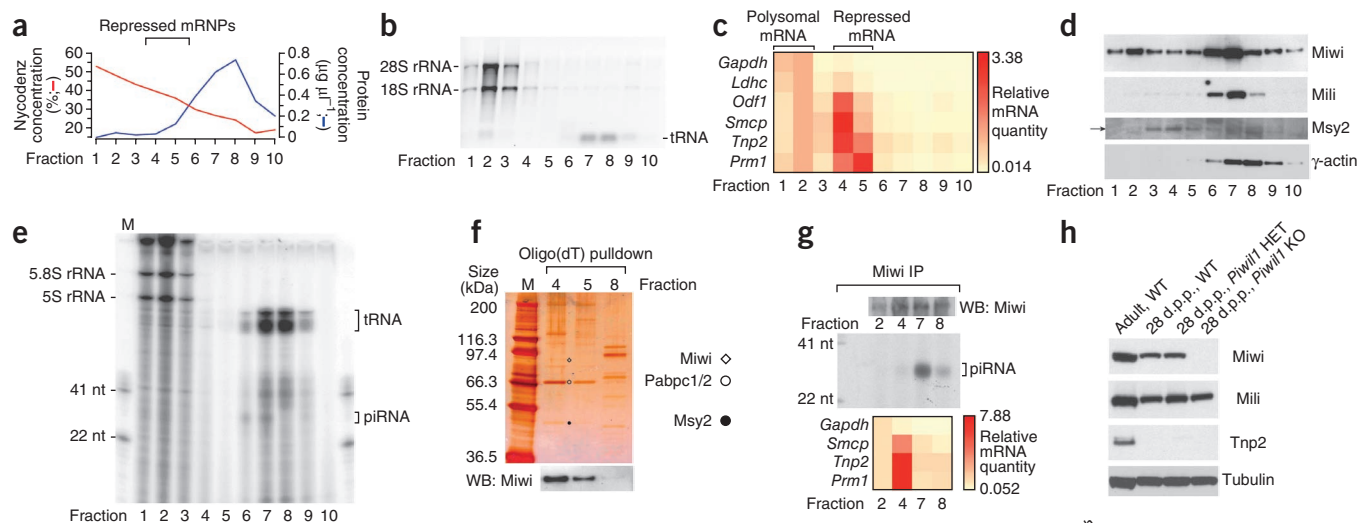 a
Repressed mRNPs
Nycodenz
concentration
(%; –)
60
50
40
30
20
0.8
0.6
0.4
0.2
0
Protein
concentration
(µg µl⁻¹; –)
Fraction 1 2 3 4 5 6 7 8 9 10
b
28S rRNA
18S rRNA
tRNA
Fraction 1 2 3 4 5 6 7 8 9 10
c
Polysomal
mRNA
Repressed
mRNA
Gapdh
Ldhc
Odf1
Smcp
Tnp2
Prm1
3.38
Relative
mRNA
quantity
0.014
Fraction 1 2 3 4 5 6 7 8 9 10
d
Miwi
Mili
Msy2
γ-actin
Fraction 1 2 3 4 5 6 7 8 9 10
e
M
5.8S rRNA
5S rRNA
tRNA
41 nt
piRNA
22 nt
Fraction 1 2 3 4 5 6 7 8 9 10
f
Oligo(dT) pulldown
Size
(kDa)
M 4 5 8 Fraction
200
116.3
97.4
66.3
55.4
36.5
Miwi ◇
Pabpc1/2 ○
Msy2 ●
WB: Miwi
g
Miwi IP
WB: Miwi
Fraction 2 4 7 8
41 nt
piRNA
22 nt
Gapdh
Smcp
Tnp2
Prm1
7.88
Relative
mRNA
quantity
0.052
Fraction 2 4 7 8
h
Adult, WT
28 d.p.p., WT
28 d.p.p., Piwil1 HET
28 d.p.p., Piwil1 KO
Miwi
Mili
Tnp2
Tubulin